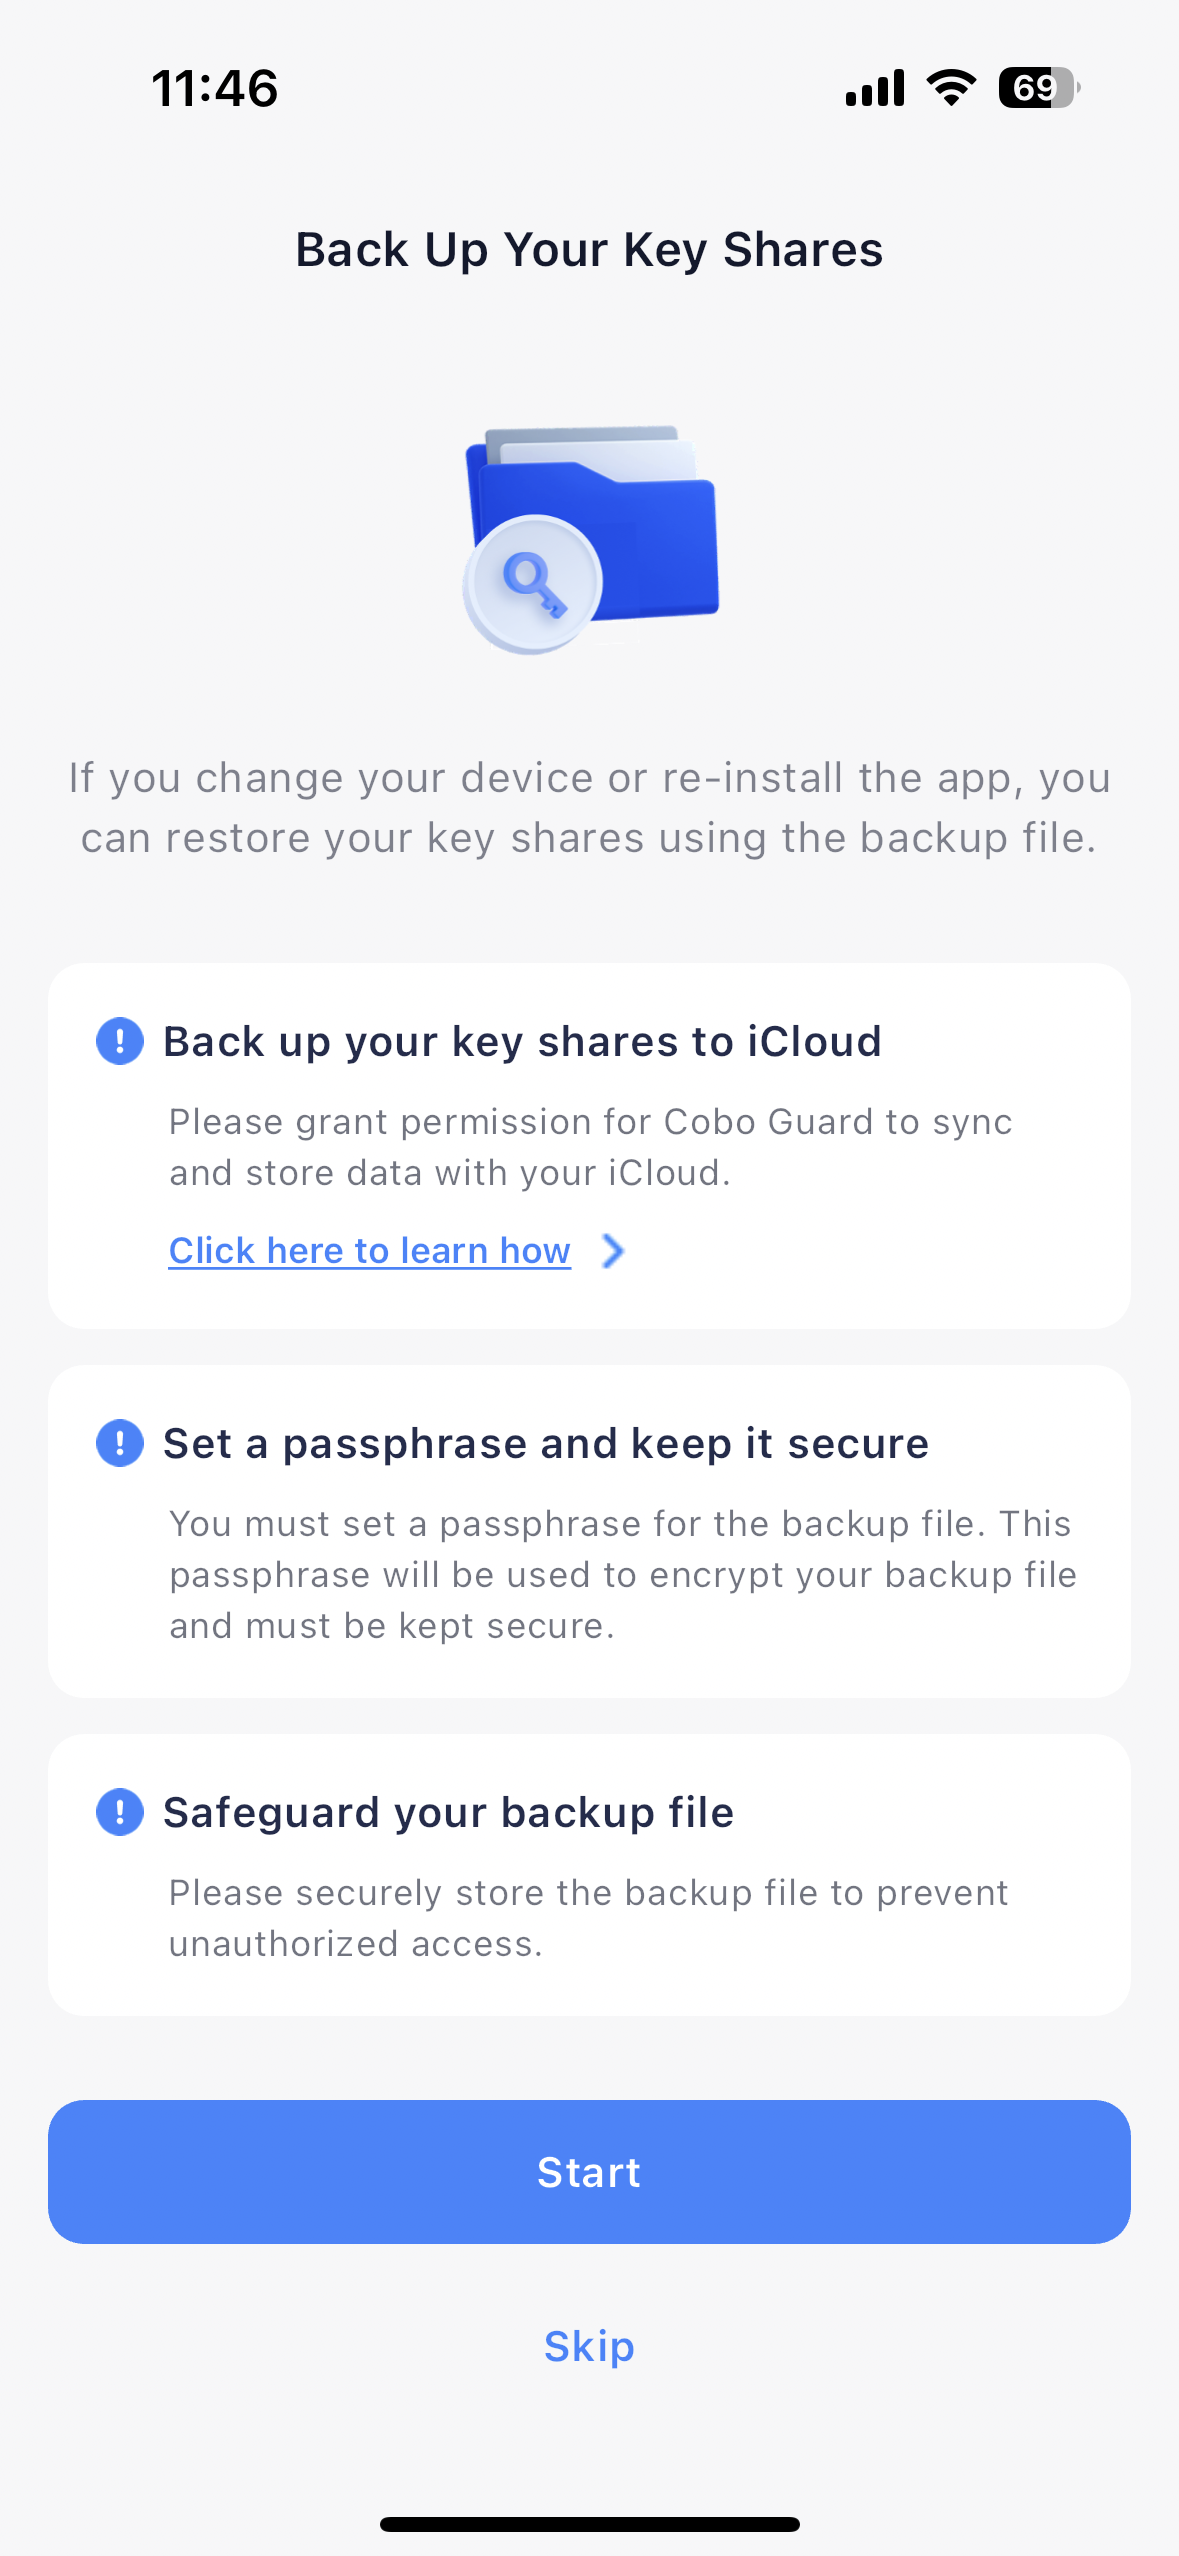 11:46
69
Back Up Your Key Shares
If you change your device or re-install the app, you
can restore your key shares using the backup file.
Back up your key shares to iCloud
Please grant permission for Cobo Guard to sync
and store data with your iCloud.
Click here to learn how
Set a passphrase and keep it secure
You must set a passphrase for the backup file. This
passphrase will be used to encrypt your backup file
and must be kept secure.
Safeguard your backup file
Please securely store the backup file to prevent
unauthorized access.
Start
Skip